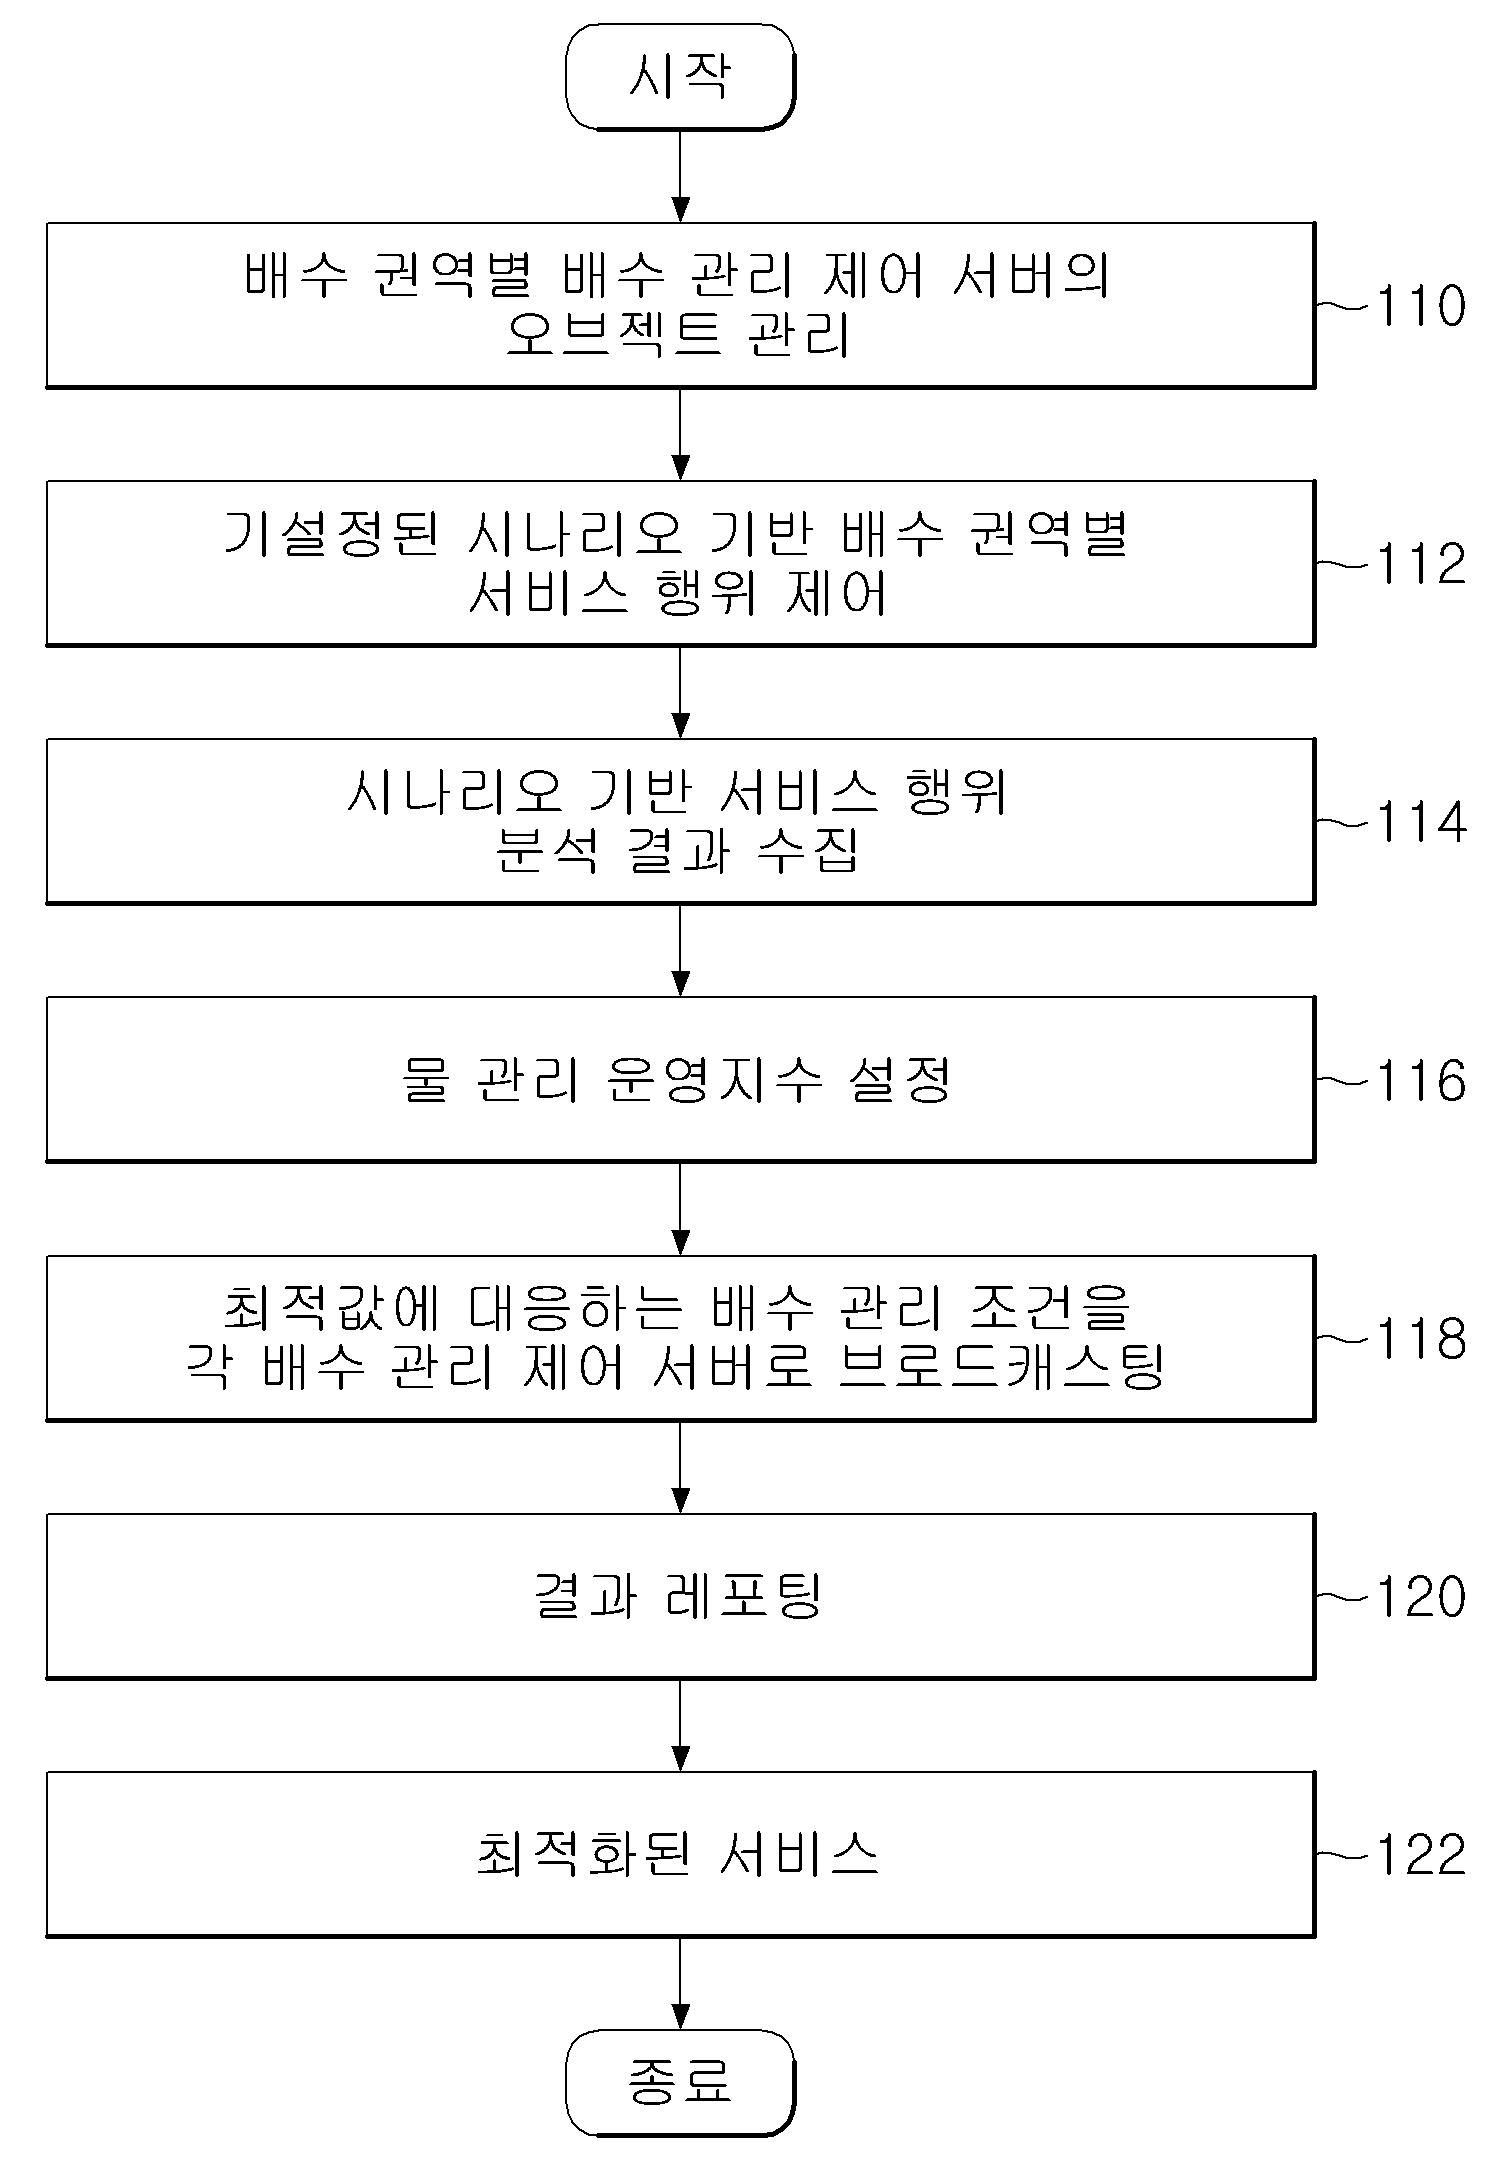 시작
배수 권역별 배수 관리 제어 서버의
오브젝트 관리
110
기설정된 시나리오 기반 배수 권역별
서비스 행위 제어
112
시나리오 기반 서비스 행위
분석 결과 수집
114
물 관리 운영지수 설정
116
최적값에 대응하는 배수 관리 조건을
각 배수 관리 제어 서버로 브로드캐스팅
118
결과 레포팅
120
최적화된 서비스
122
종료